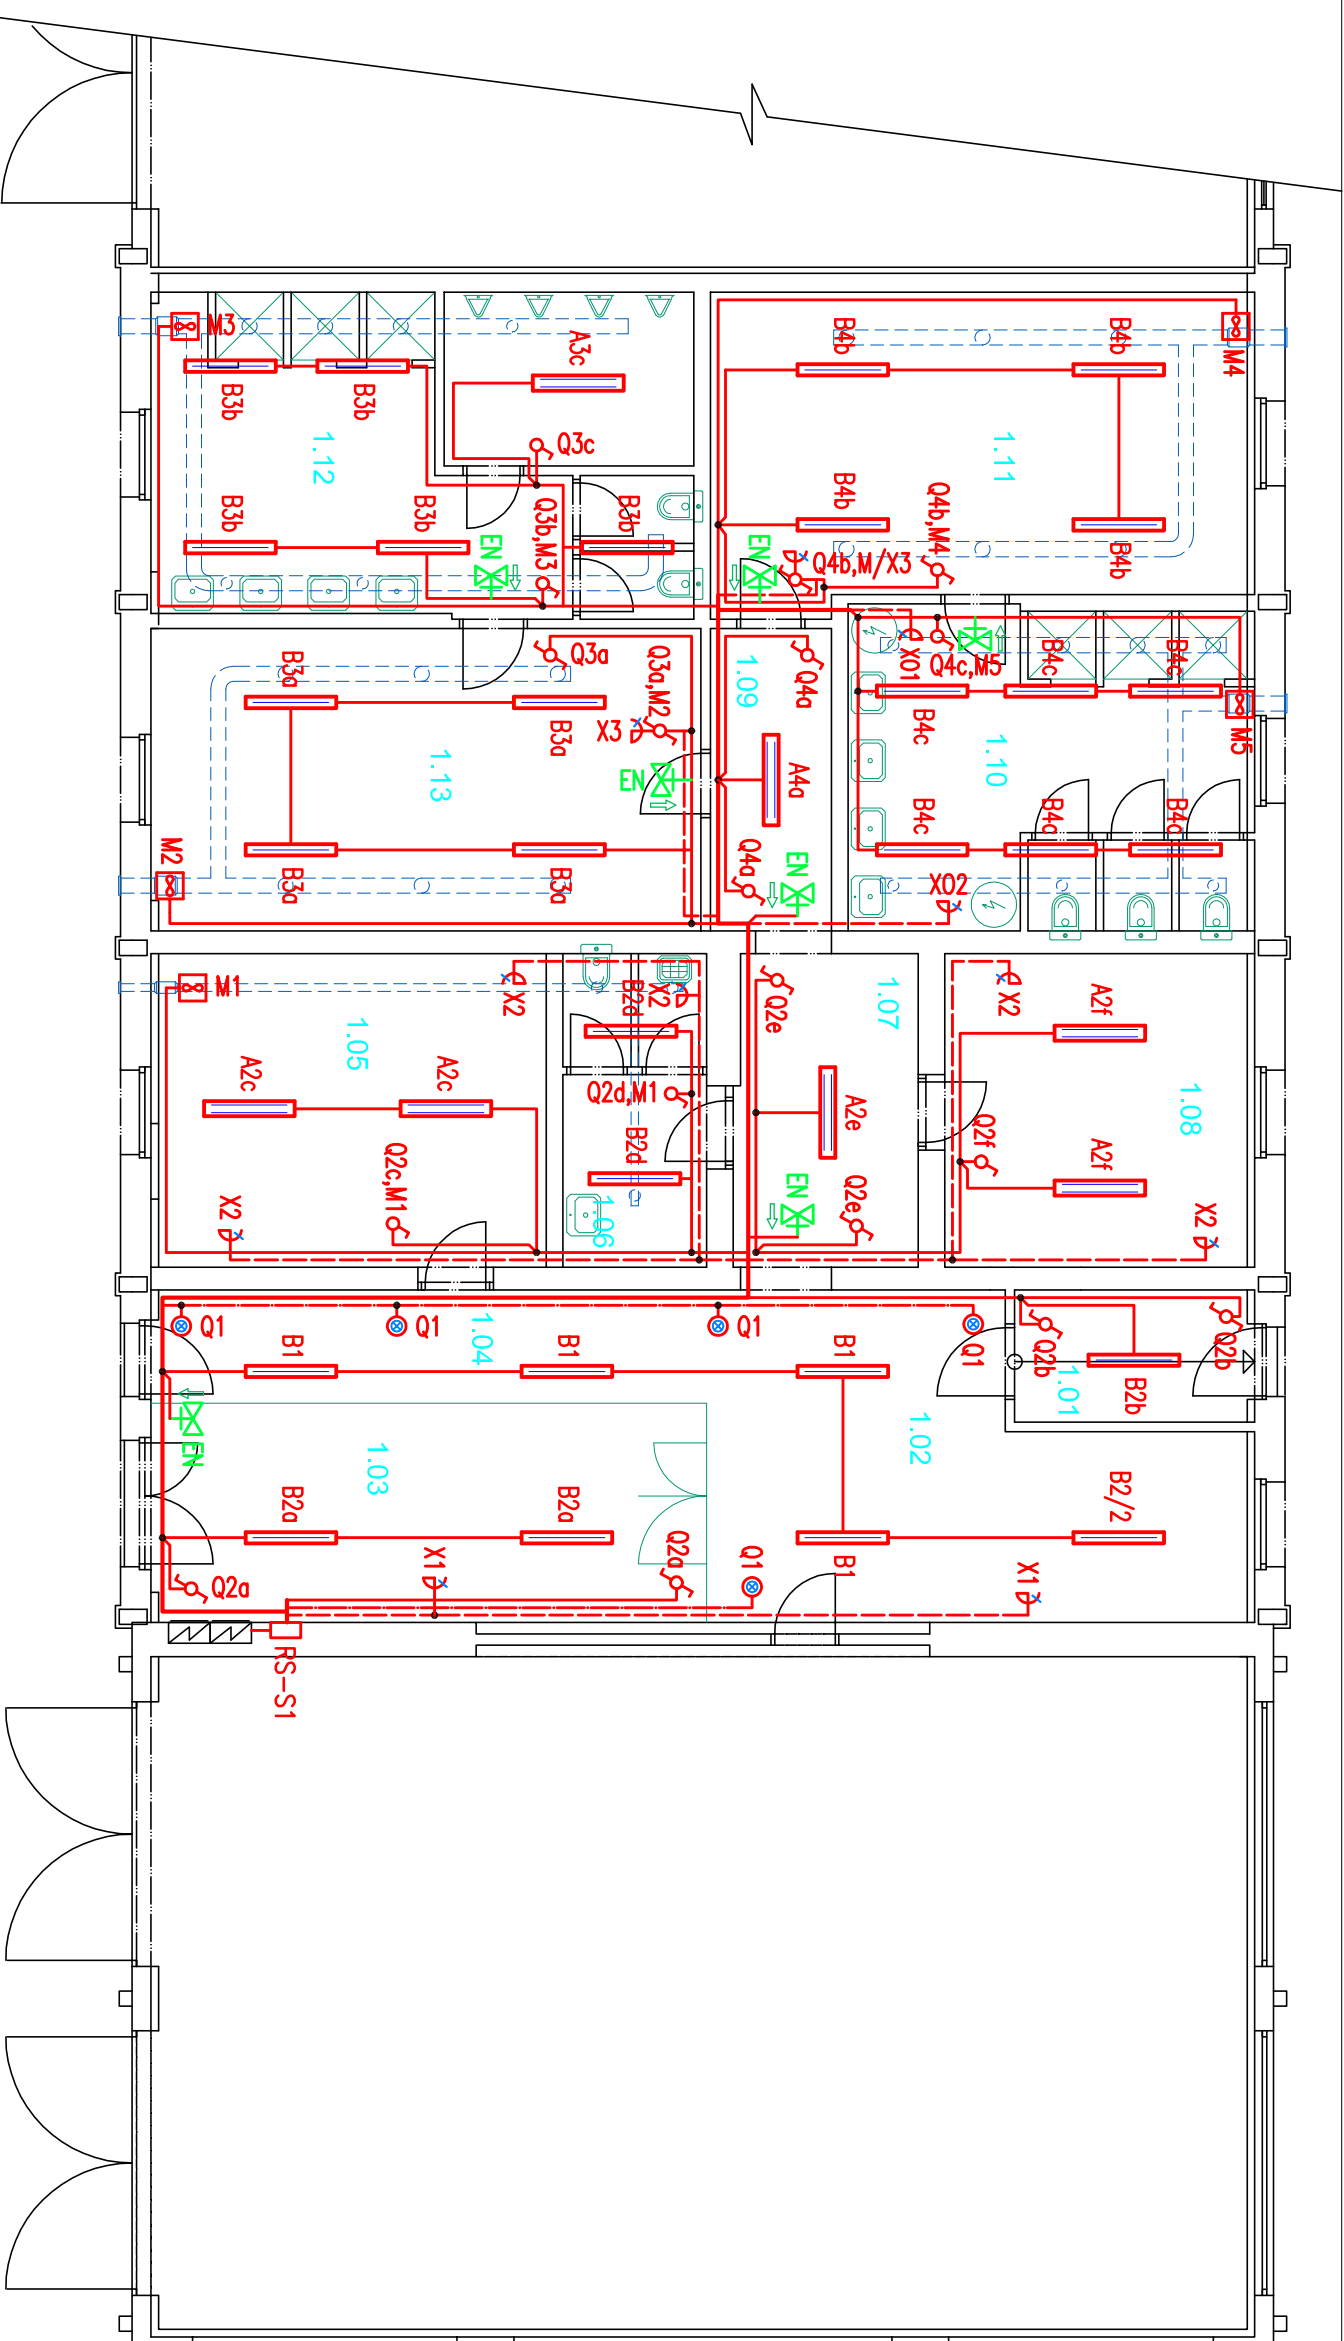 M3
A3c
B4b
B4b
M4
B3b
B3b
1.12
Q3c
1.11
B3b
B3b
Q3b,M3
B3b
B4b
Q4b,M4
B4b
EN
EN
Q4b,M/X3
B3a
Q3a
Q3a,M2
1.09
Q4a
X01
Q4c,M5
B4c
B4c
X3
B3a
B4c
M5
1.13
EN
A4a
1.10
M2
B3a
B3a
Q4a
EN
B4c
B4c
B4c
X02
M1
X2
B2d
X2
Q2e
1.07
X2
A2f
1.05
A2c
A2c
Q2d,M1
A2e
1.08
Q2c,M1
B2d
Q2f
A2f
X2
1.06
EN
Q2e
X2
Q1
Q1
1.04
Q1
Q1
Q2b
Q2b
B1
B1
B1
1.01
B2b
EN
1.03
1.02
B2a
B2a
B2/2
X1
Q2a
Q1
B1
X1
Q2a
RS-S1